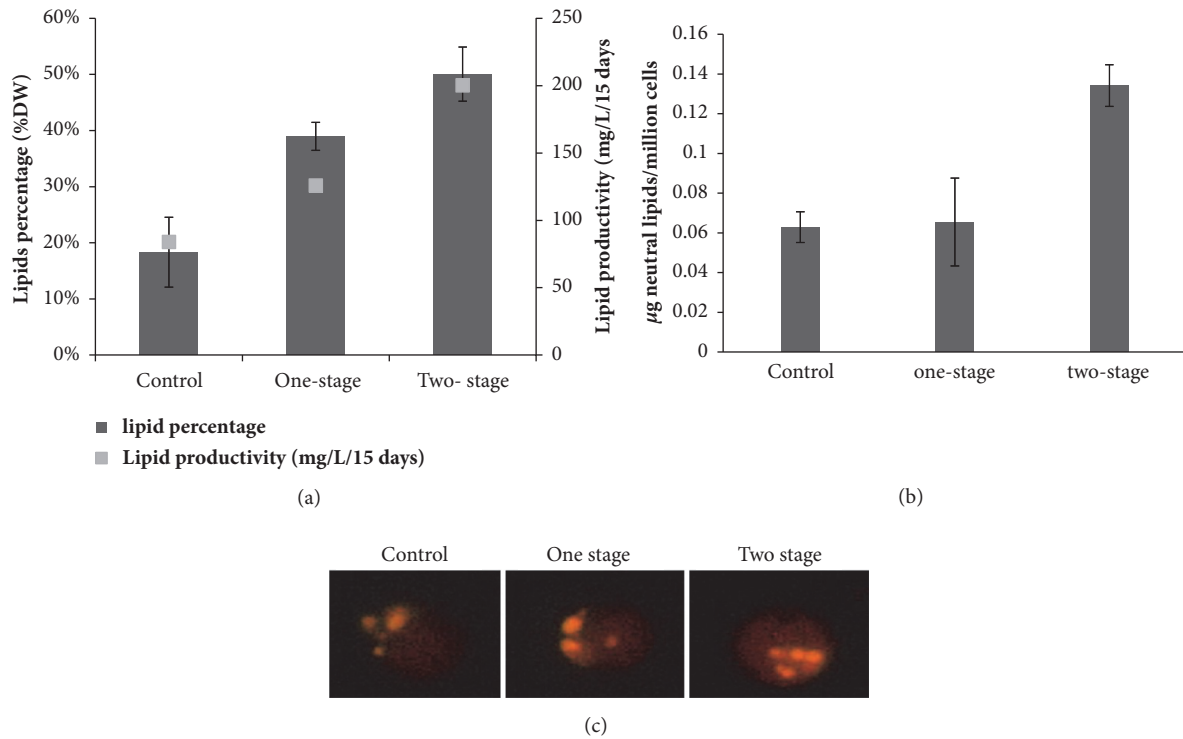 60%
50%
40%
30%
20%
10%
0%
Lipids percentage (%DW)
250
200
150
100
50
0
Lipid productivity (mg/L/15 days
Control
One-stage
Two- stage
lipid percentage
Lipid productivity (mg/L/15 days)
(a)
0.16
0.14
0.12
0.1
0.08
0.06
0.04
0.02
0
µg neutral lipids/million cells
Control
one-stage
two-stage
(b)
Control
One stage
Two stage
(c)